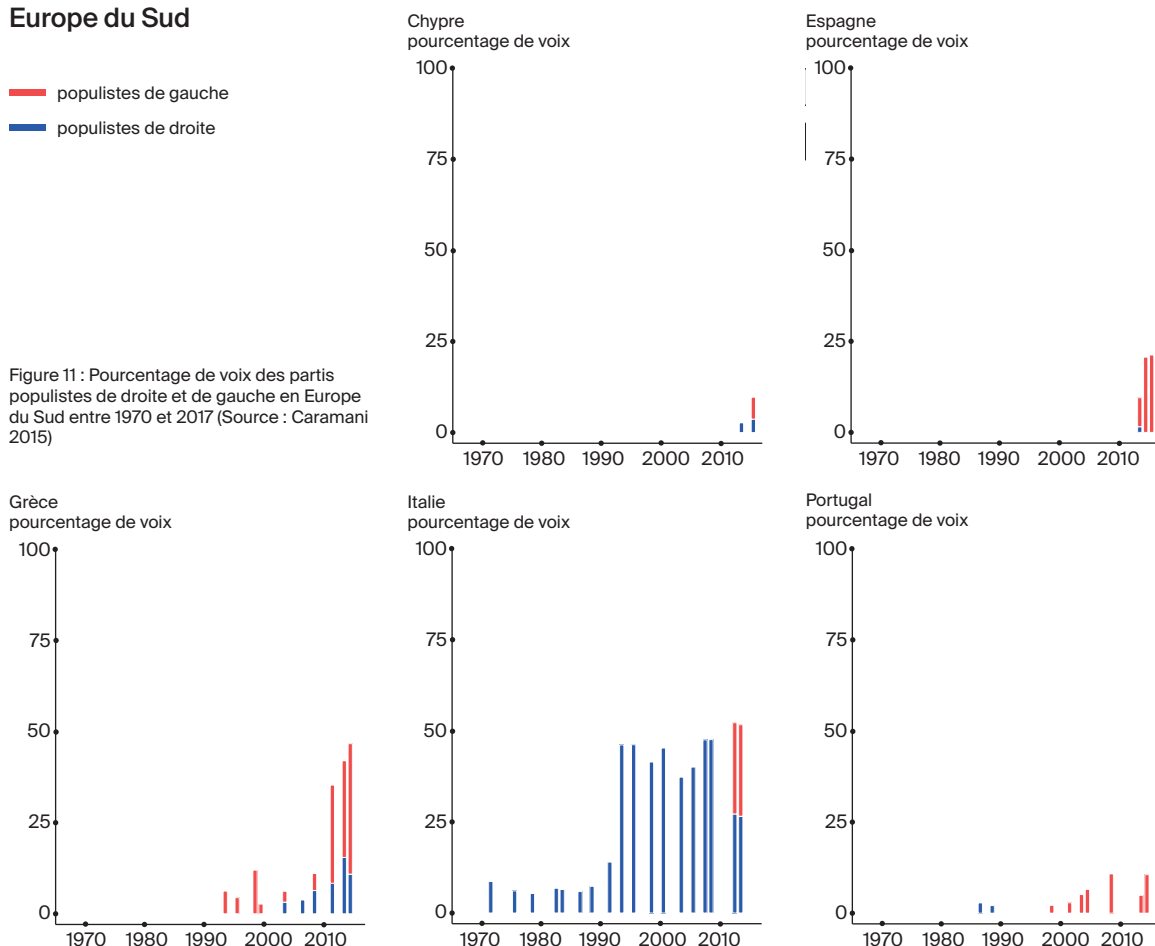 Europe du Sud
populistes de gauche
populistes de droite
Figure 11 : Pourcentage de voix des partis
populistes de droite et de gauche en Europe
du Sud entre 1970 et 2017 (Source : Caramani
2015)
Chypre
pourcentage de voix
100
75
50
25
0
1970 1980 1990 2000 2010
Espagne
pourcentage de voix
100
75
50
25
0
1970 1980 1990 2000 2010
Grèce
pourcentage de voix
100
75
50
25
0
1970 1980 1990 2000 2010
Italie
pourcentage de voix
100
75
50
25
0
1970 1980 1990 2000 2010
Portugal
pourcentage de voix
100
75
50
25
0
1970 1980 1990 2000 2010